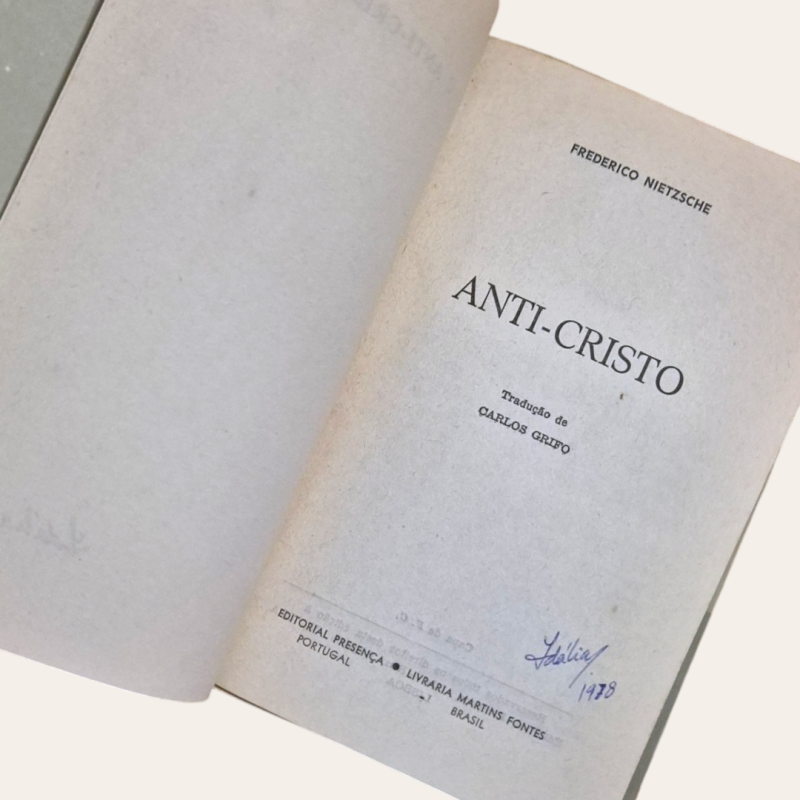 FREDERICO NIETZSCHE
ANTI-CRISTO
Tradução de
CARLOS GRIFO
EDITORIAL PRESENÇA ● LIVRARIA MARTINS FONTES
PORTUGAL BRASIL
Idália
1978